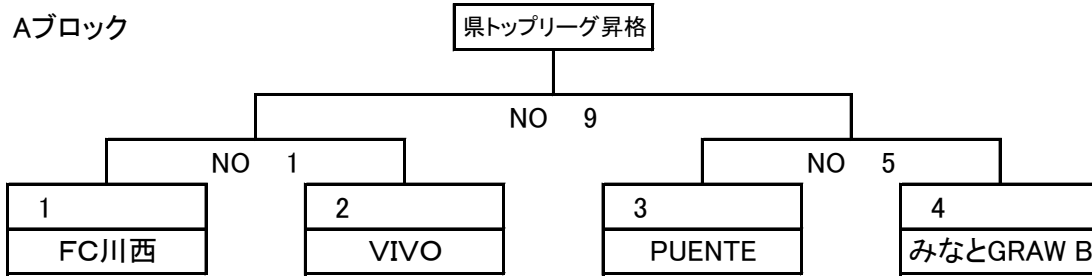 Aブロック
県トップリーグ昇格
NO 9
NO 1
NO 5
1
2
3
4
FC川西
VIVO
PUENTE
みなとGRAW B